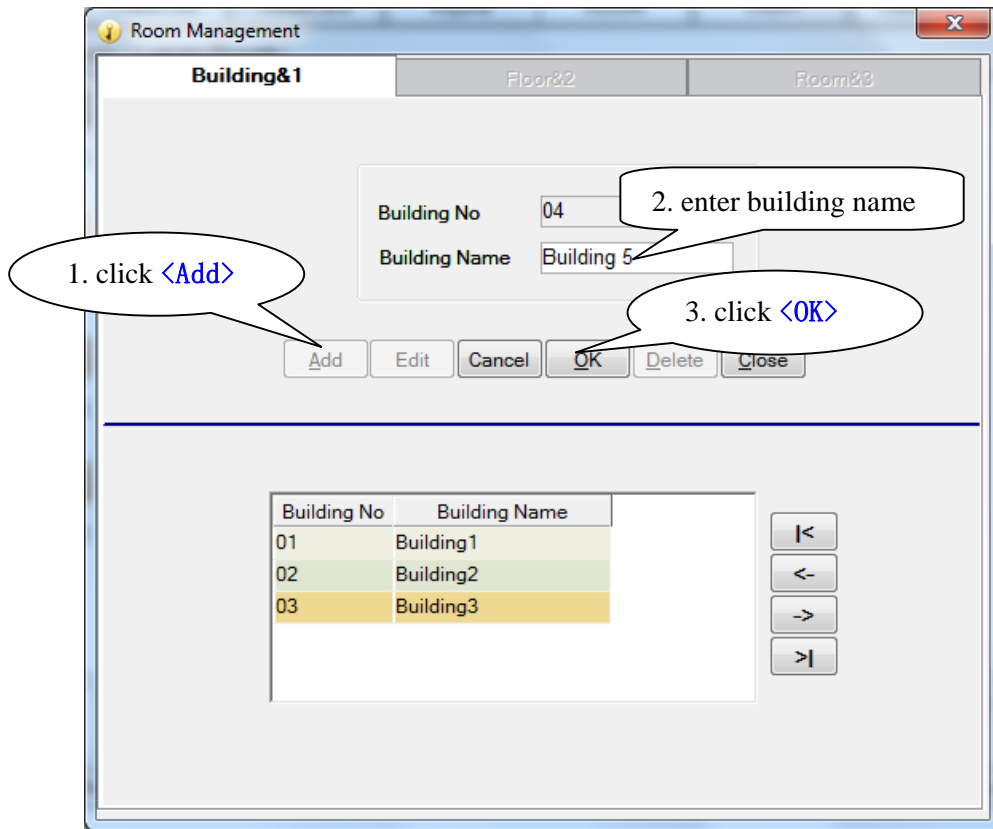 Room Management
x
Building&1 Floor&2 Room&3
2. enter building name
Building No 04
Building Name Building 5
1. click <Add>
3. click <OK>
Add Edit Cancel OK Delete Close
Building No Building Name
01 Building1
02 Building2
03 Building3
|<
<-
->
>|